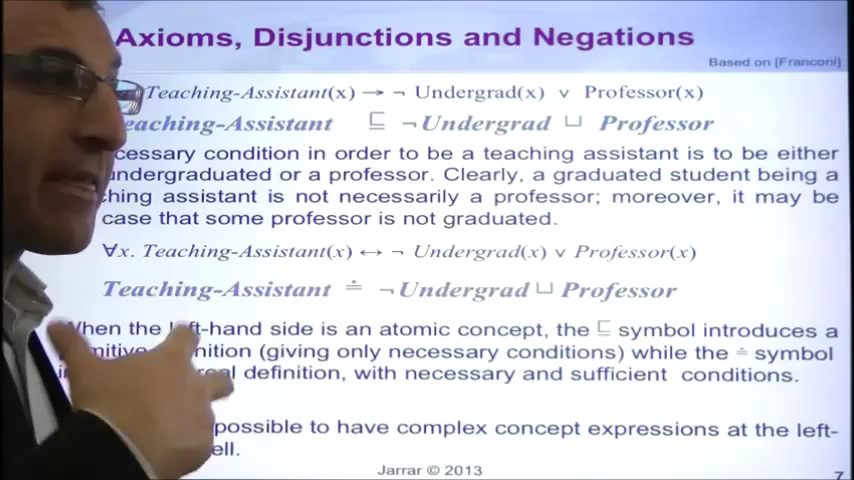 Axioms, Disjunctions and Negations
Based on [Franconi]
Teaching-Assistant(x) → ¬ Undergrad(x) ∨ Professor(x)
eaching-Assistant ⊑ ¬Undergrad ⊔ Professor
cessary condition in order to be a teaching assistant is to be either
undergraduated or a professor. Clearly, a graduated student being a
ching assistant is not necessarily a professor; moreover, it may be
case that some professor is not graduated.
∀x. Teaching-Assistant(x) ↔ ¬ Undergrad(x) ∨ Professor(x)
Teaching-Assistant ≐ ¬Undergrad ⊔ Professor
When the left-hand side is an atomic concept, the ⊑ symbol introduces a
mitive nition (giving only necessary conditions) while the ≐ symbol
real definition, with necessary and sufficient conditions.
possible to have complex concept expressions at the left-
ell.
Jarrar © 2013
7